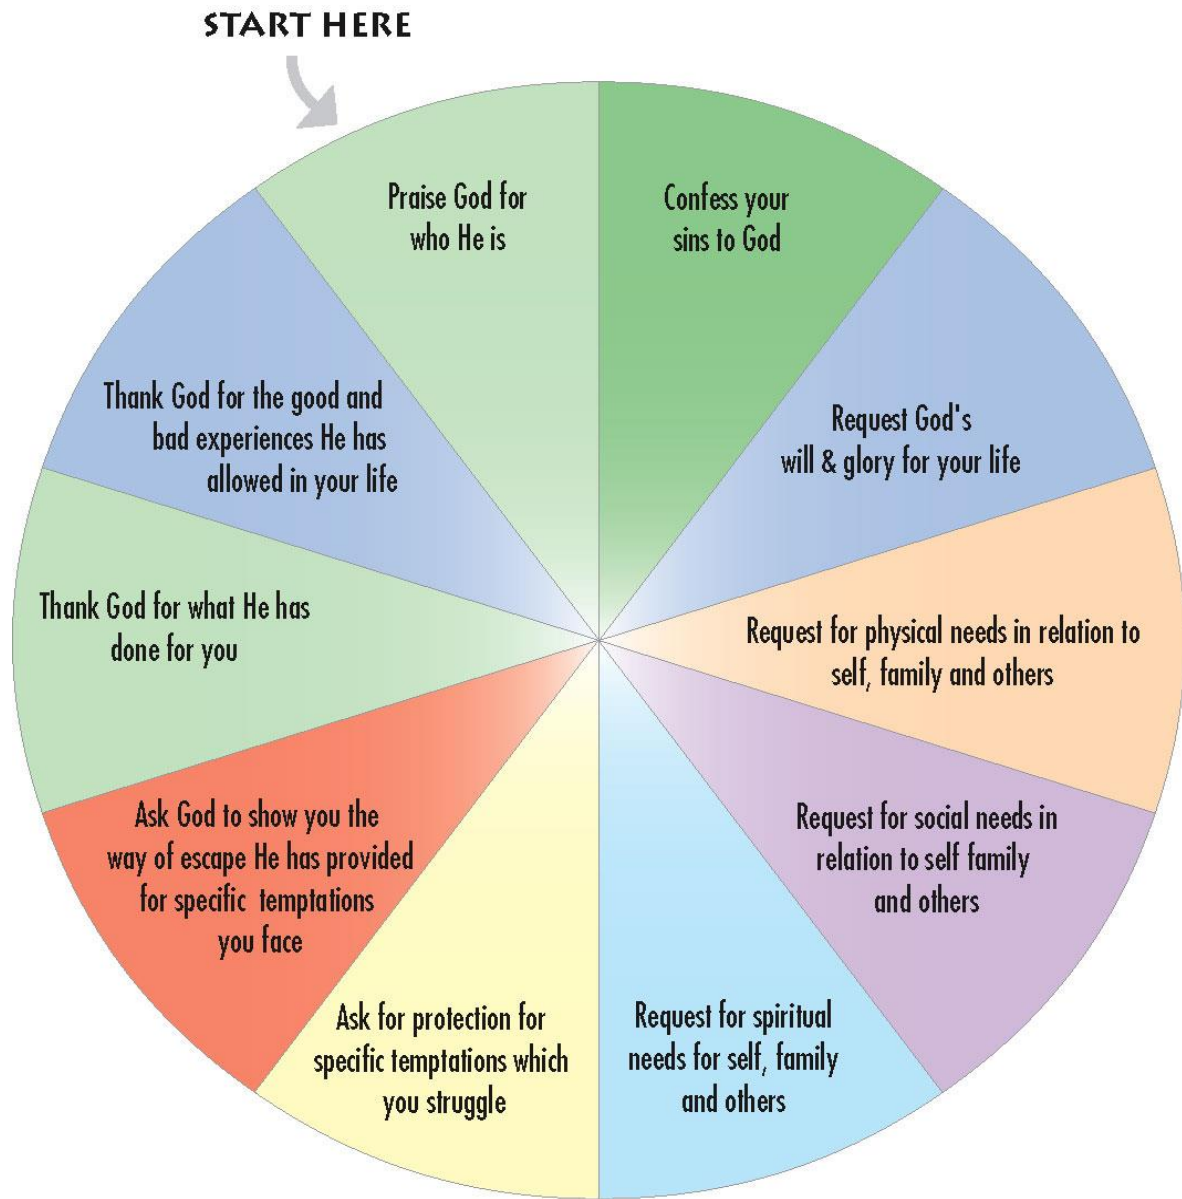 START HERE
Praise God for
who He is
Confess your
sins to God
Request God's
will & glory for your life
Request for physical needs in relation to
self, family and others
Request for social needs in
relation to self family
and others
Request for spiritual
needs for self, family
and others
Ask for protection for
specific temptations which
you struggle
Ask God to show you the
way of escape He has provided
for specific temptations
you face
Thank God for what He has
done for you
Thank God for the good and
bad experiences He has
allowed in your life